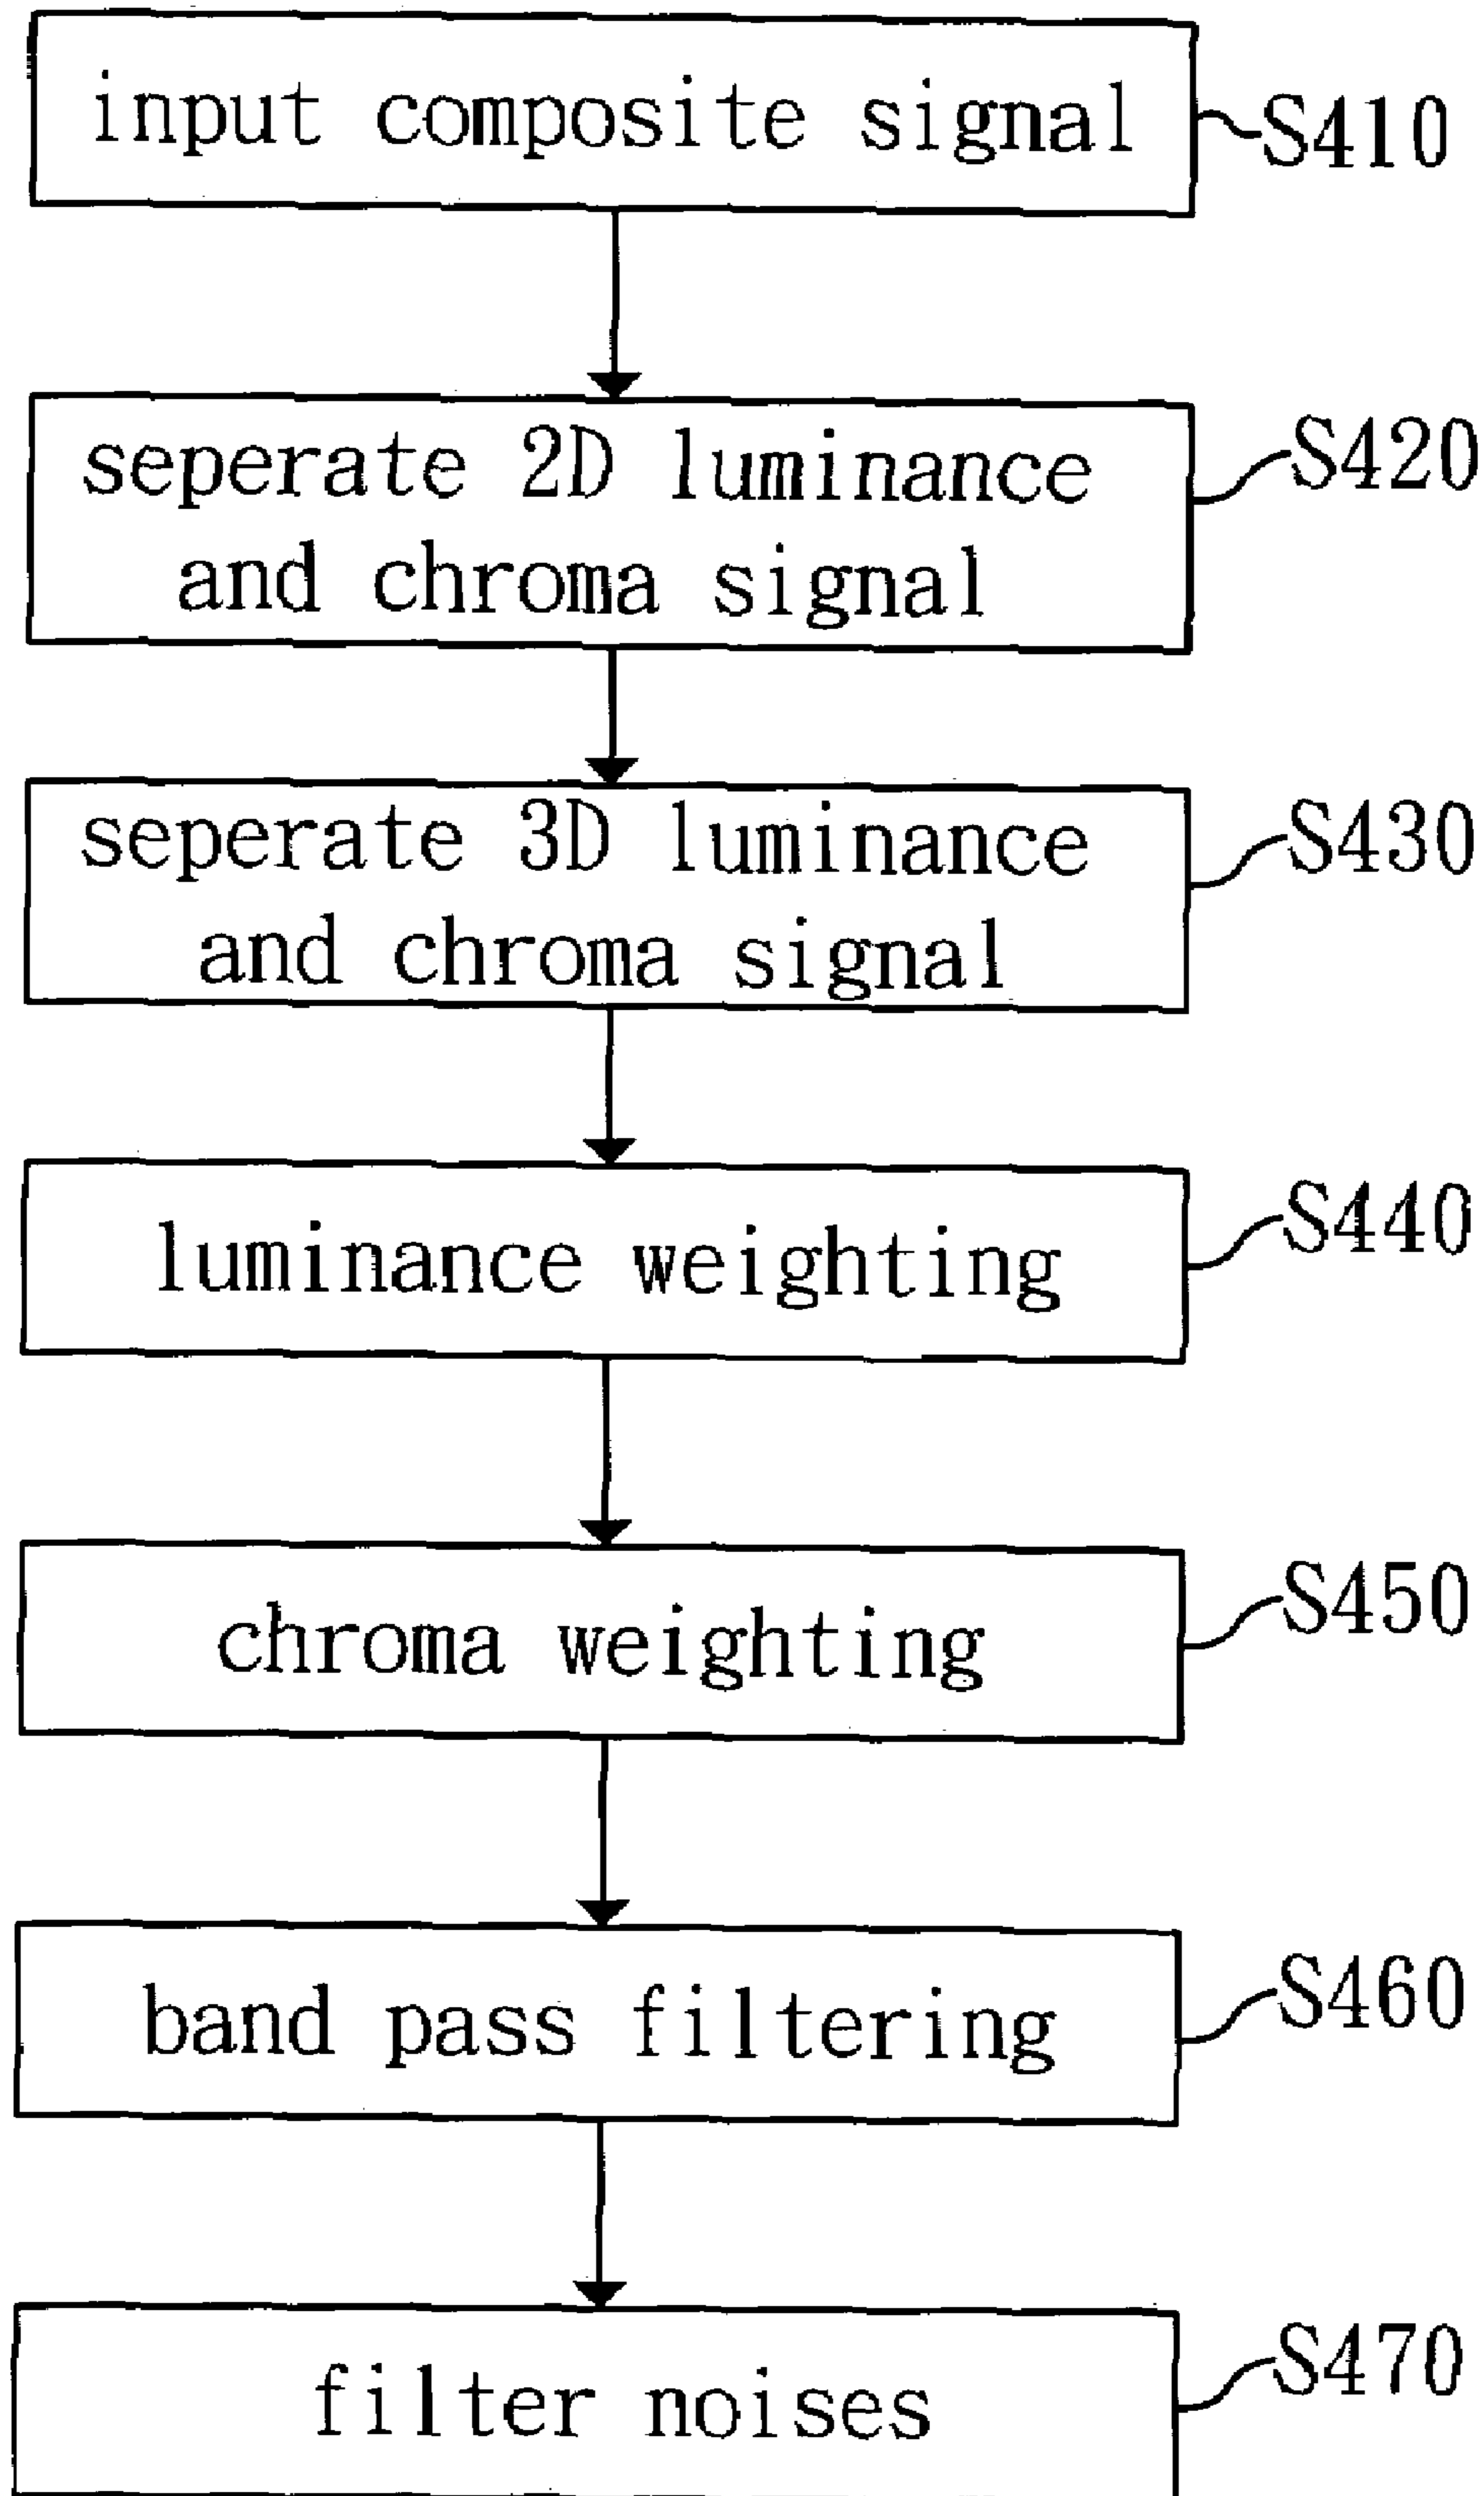 input composite signal
S410
seperate 2D luminance
and chroma signal
S420
seperate 3D luminance
and chroma signal
S430
luminance weighting
S440
chroma weighting
S450
band pass filtering
S460
filter noises
S470